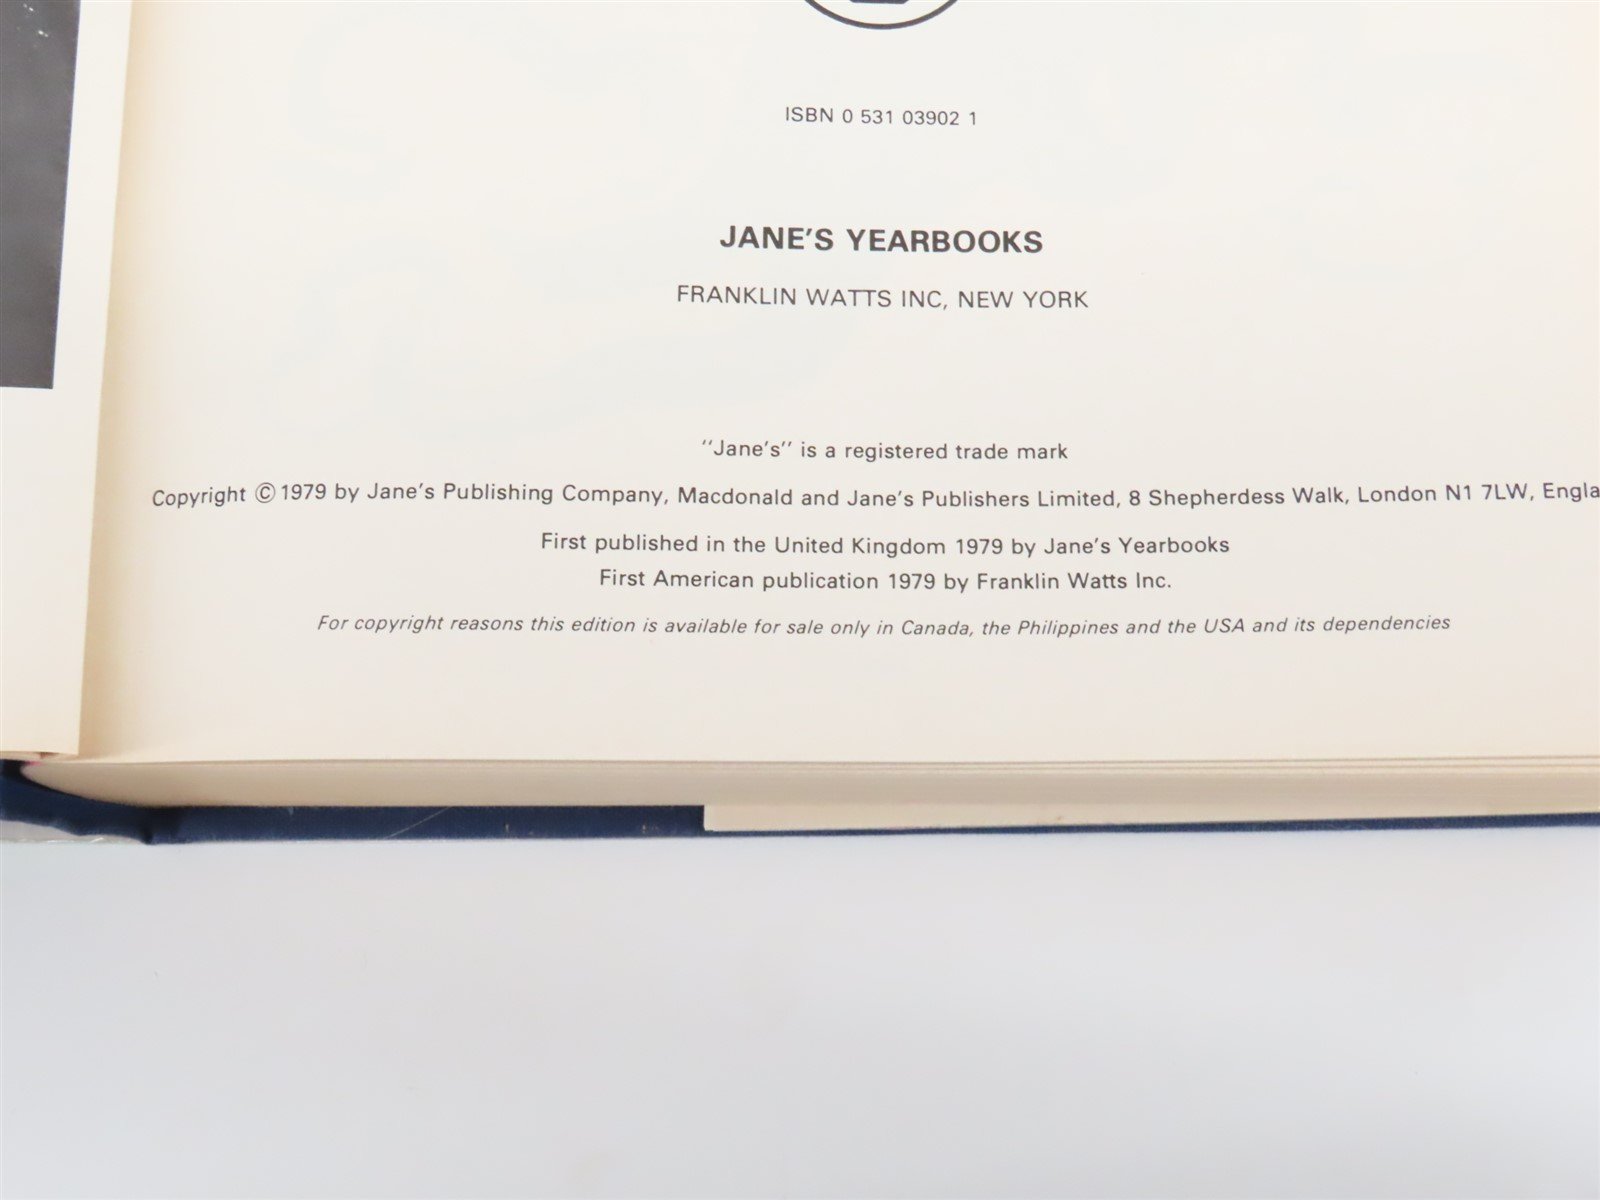 ISBN 0 531 03902 1
JANE'S YEARBOOKS
FRANKLIN WATTS INC, NEW YORK
"Jane's" is a registered trade mark
Copyright © 1979 by Jane's Publishing Company, Macdonald and Jane's Publishers Limited, 8 Shepherdess Walk, London N1 7LW, Engla
First published in the United Kingdom 1979 by Jane's Yearbooks
First American publication 1979 by Franklin Watts Inc.
For copyright reasons this edition is available for sale only in Canada, the Philippines and the USA and its dependencies